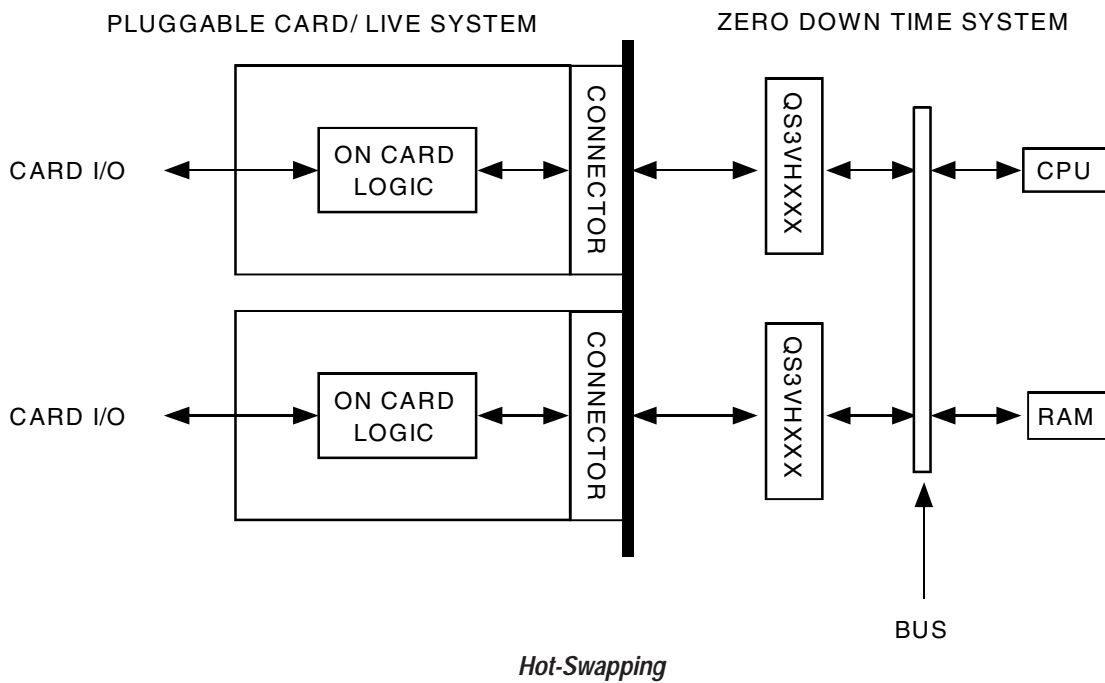 PLUGGABLE CARD/ LIVE SYSTEM
ZERO DOWN TIME SYSTEM
CARD I/O
ON CARD
LOGIC
CONNECTOR
QS3VHXXX
CPU
CARD I/O
ON CARD
LOGIC
CONNECTOR
QS3VHXXX
RAM
BUS
Hot-Swapping